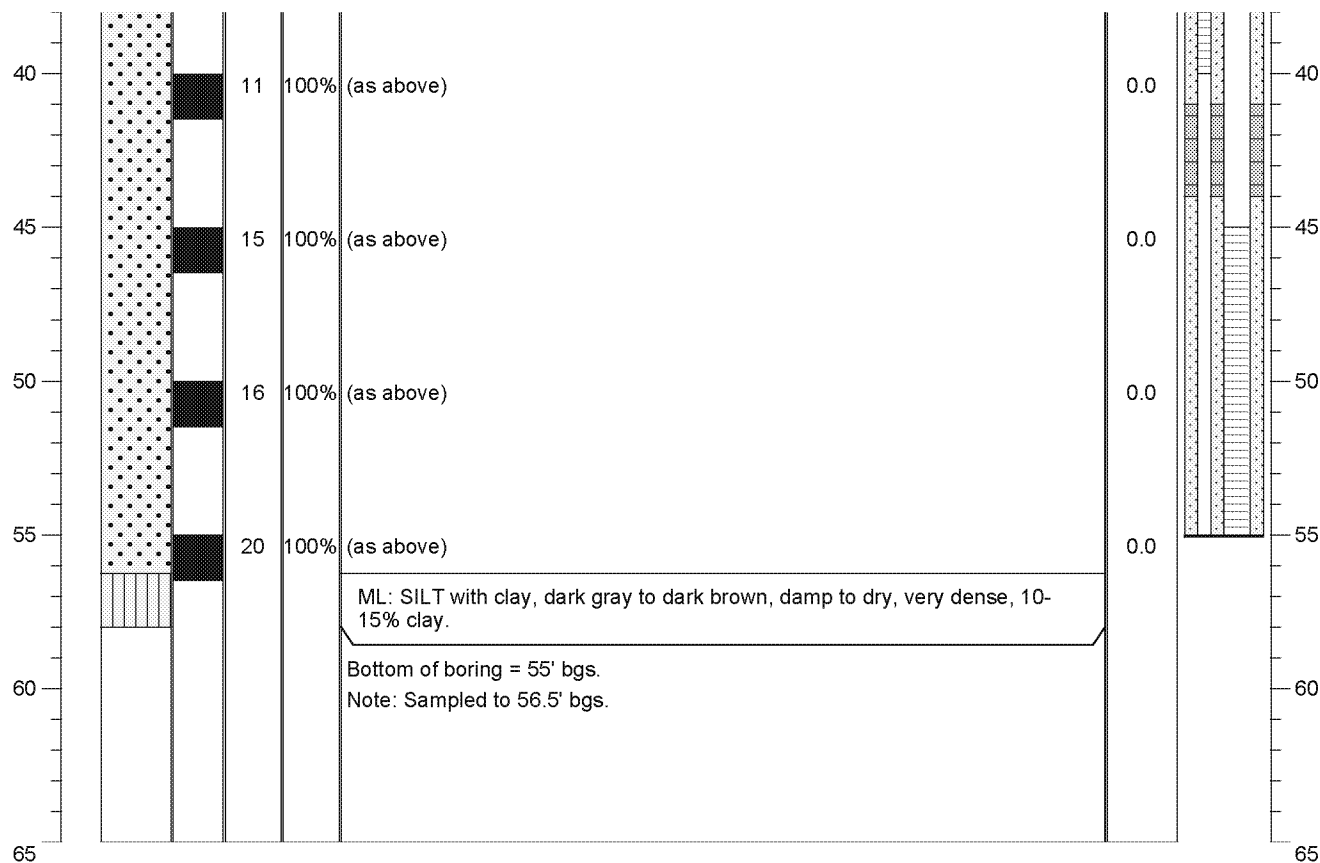 40 11 100% (as above) 0.0 40
45 15 100% (as above) 0.0 45
50 16 100% (as above) 0.0 50
55 20 100% (as above) 0.0 55
ML: SILT with clay, dark gray to dark brown, damp to dry, very dense, 10-
15% clay.
Bottom of boring = 55' bgs.
60 60
Note: Sampled to 56.5' bgs.
65 65